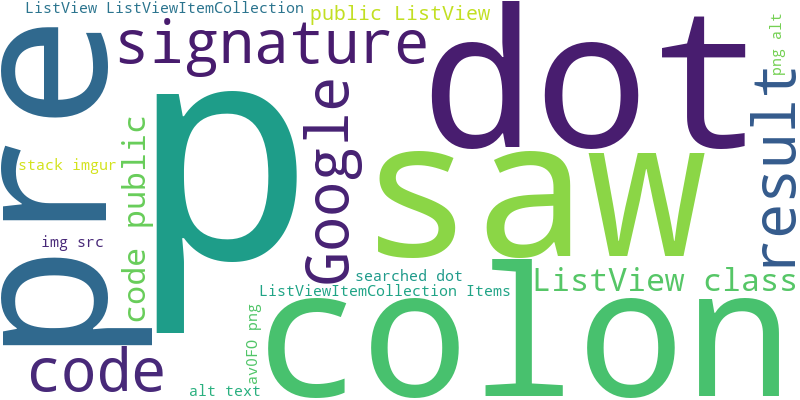 ListView ListViewItemCollection
public ListView
signature
dot
png alt
pre
p
Google
result
code public
saw
stack imgur
img src
searched dot
ListView class
ListViewItemCollection Items
colon
av0FO png
code
alt text